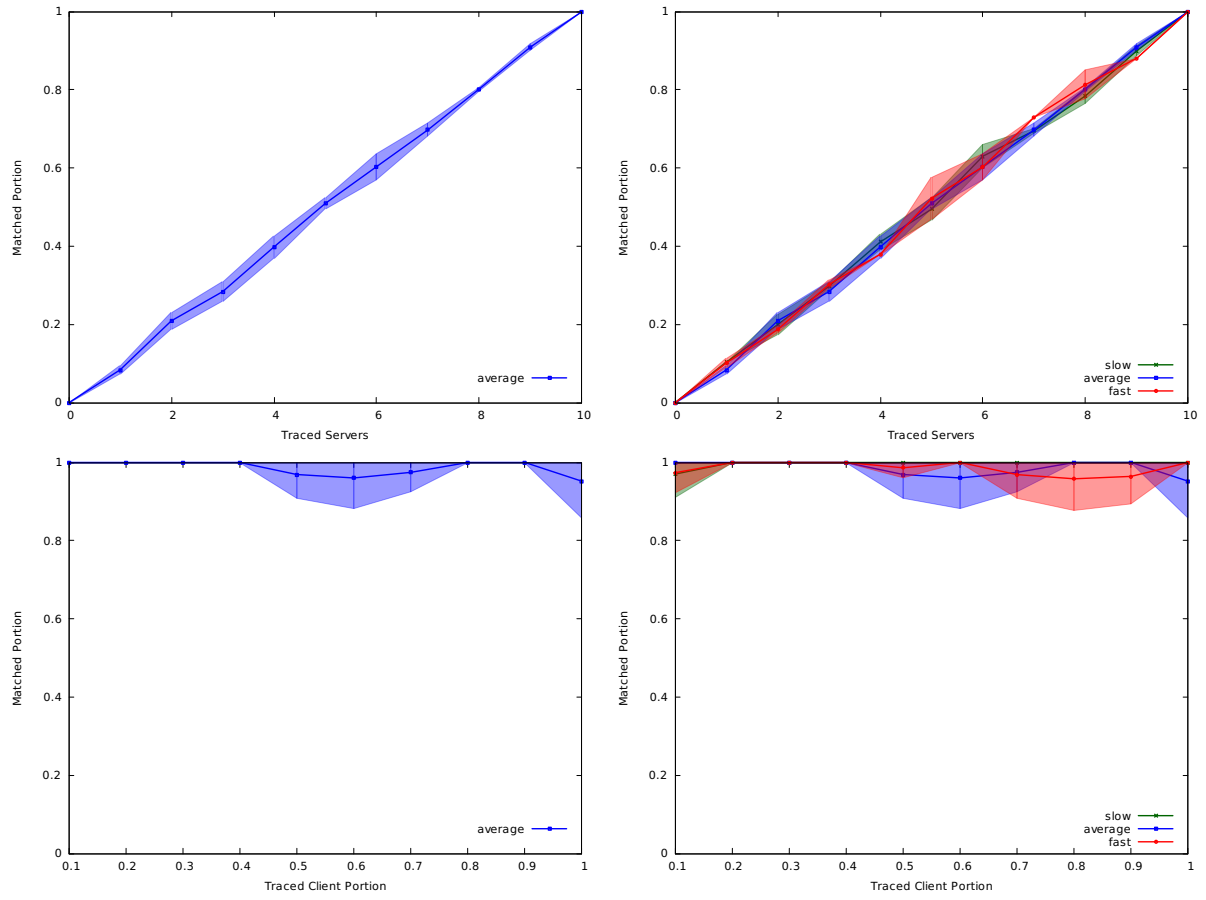 1
0.8
0.6
0.4
0.2
0
Matched Portion
average
0 2 4 6 8 10
Traced Servers
1
0.8
0.6
0.4
0.2
0
Matched Portion
slow
average
fast
0 2 4 6 8 10
Traced Servers
1
0.8
0.6
0.4
0.2
0
Matched Portion
average
0.1 0.2 0.3 0.4 0.5 0.6 0.7 0.8 0.9 1
Traced Client Portion
1
0.8
0.6
0.4
0.2
0
Matched Portion
slow
average
fast
0.1 0.2 0.3 0.4 0.5 0.6 0.7 0.8 0.9 1
Traced Client Portion